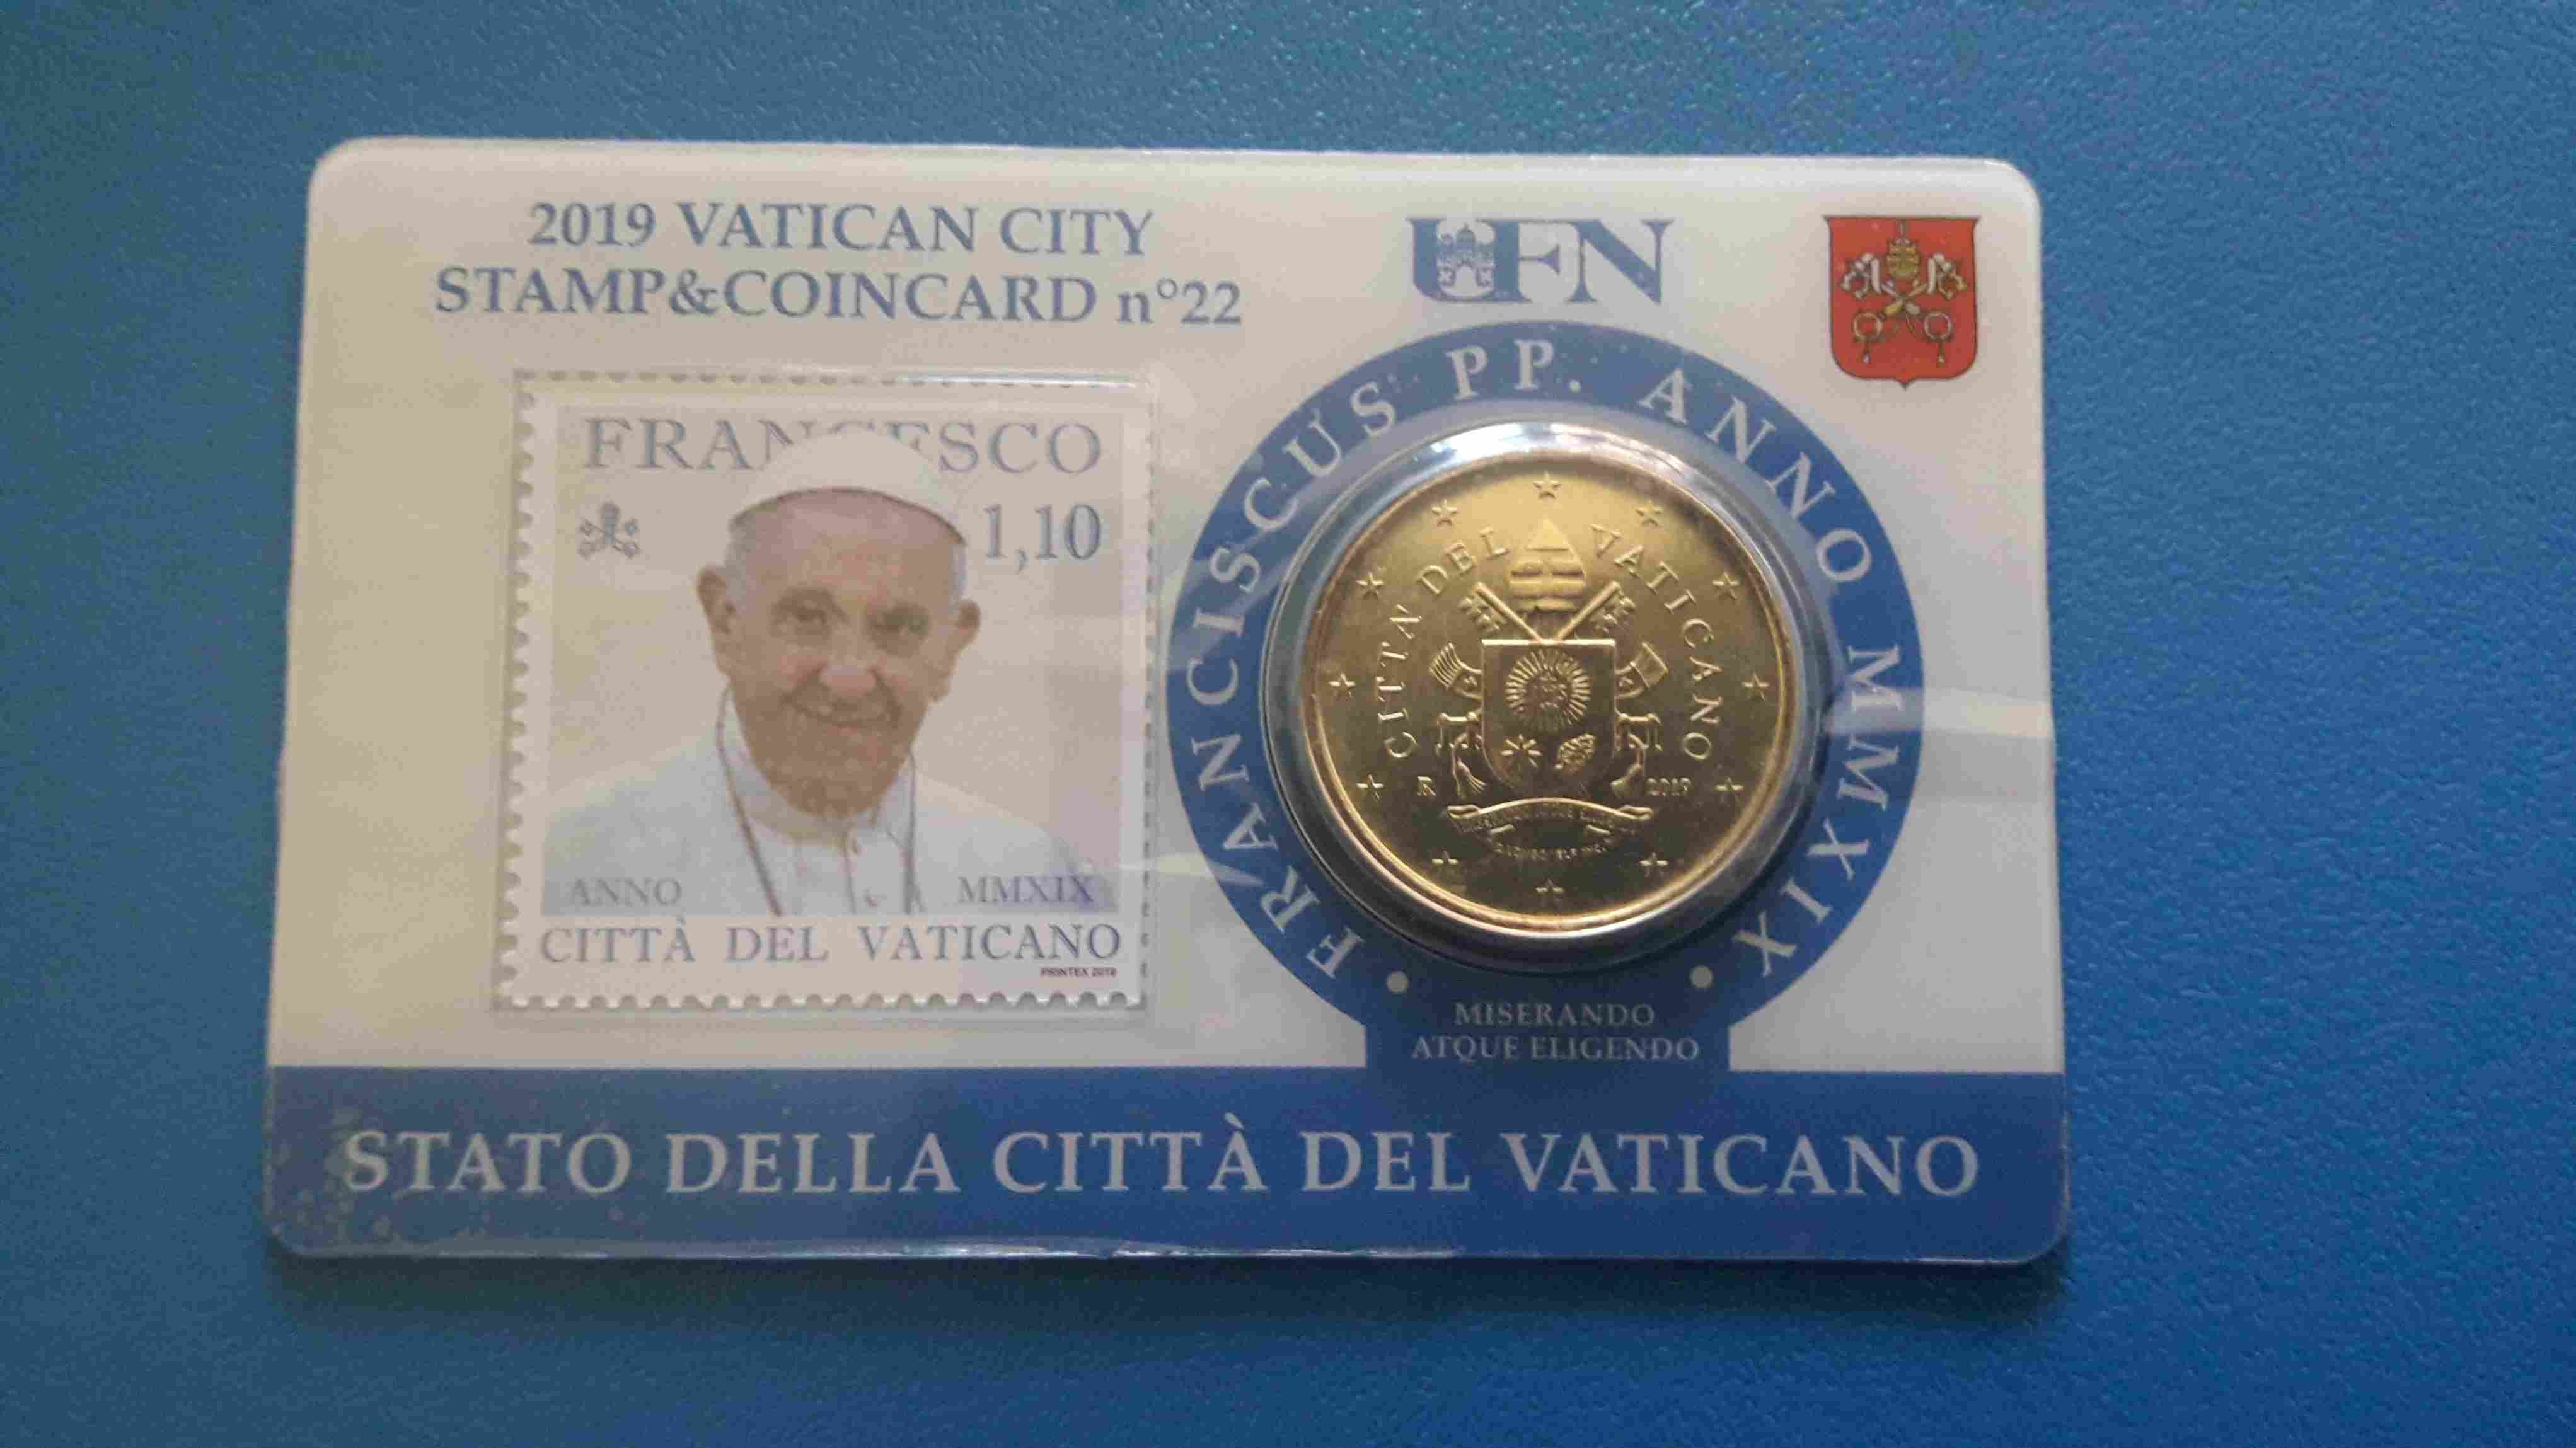 2019 VATICAN CITY
STAMP&COINCARD n°22
UFN
FRANCESCO
1,10
ANNO MMXIX
CITTÀ DEL VATICANO
PRINTEX 2019
FRANCISCUS PP. ANNO MMXIX
CITTA' DEL VATICANO
R 2019
MISERANDO
ATQUE ELIGENDO
STATO DELLA CITTÀ DEL VATICANO